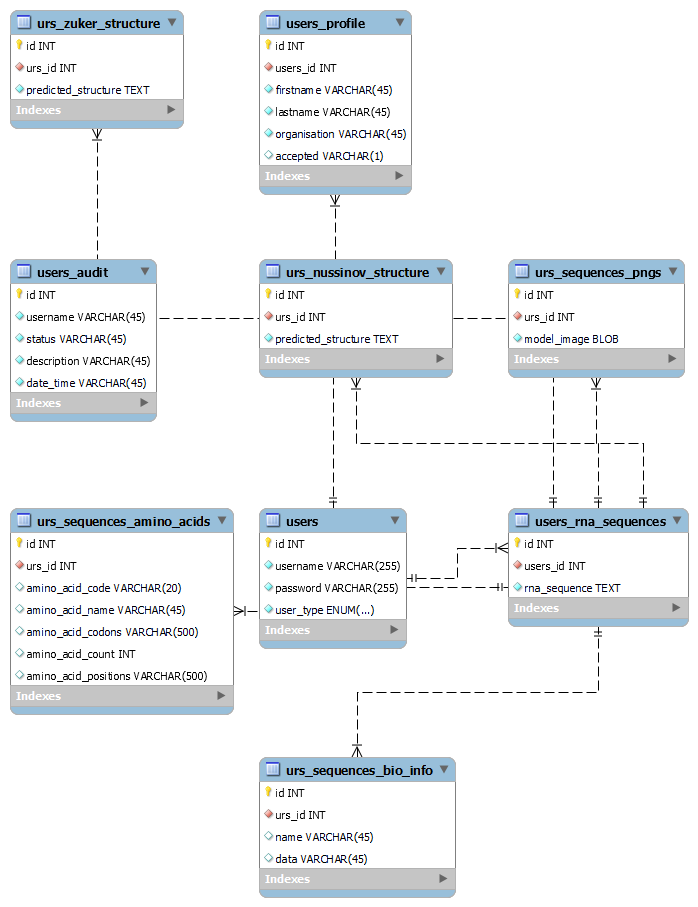 urs_zuker_structure
id INT
urs_id INT
predicted_structure TEXT
Indexes
users_profile
id INT
users_id INT
firstname VARCHAR(45)
lastname VARCHAR(45)
organisation VARCHAR(45)
accepted VARCHAR(1)
Indexes
users_audit
id INT
username VARCHAR(45)
status VARCHAR(45)
description VARCHAR(45)
date_time VARCHAR(45)
Indexes
urs_nussinov_structure
id INT
urs_id INT
predicted_structure TEXT
Indexes
urs_sequences_pngs
id INT
urs_id INT
model_image BLOB
Indexes
urs_sequences_amino_acids
id INT
urs_id INT
amino_acid_code VARCHAR(20)
amino_acid_name VARCHAR(45)
amino_acid_codons VARCHAR(500)
amino_acid_count INT
amino_acid_positions VARCHAR(500)
Indexes
users
id INT
username VARCHAR(255)
password VARCHAR(255)
user_type ENUM(...)
Indexes
users_rna_sequences
id INT
users_id INT
rna_sequence TEXT
Indexes
urs_sequences_bio_info
id INT
urs_id INT
name VARCHAR(45)
data VARCHAR(45)
Indexes